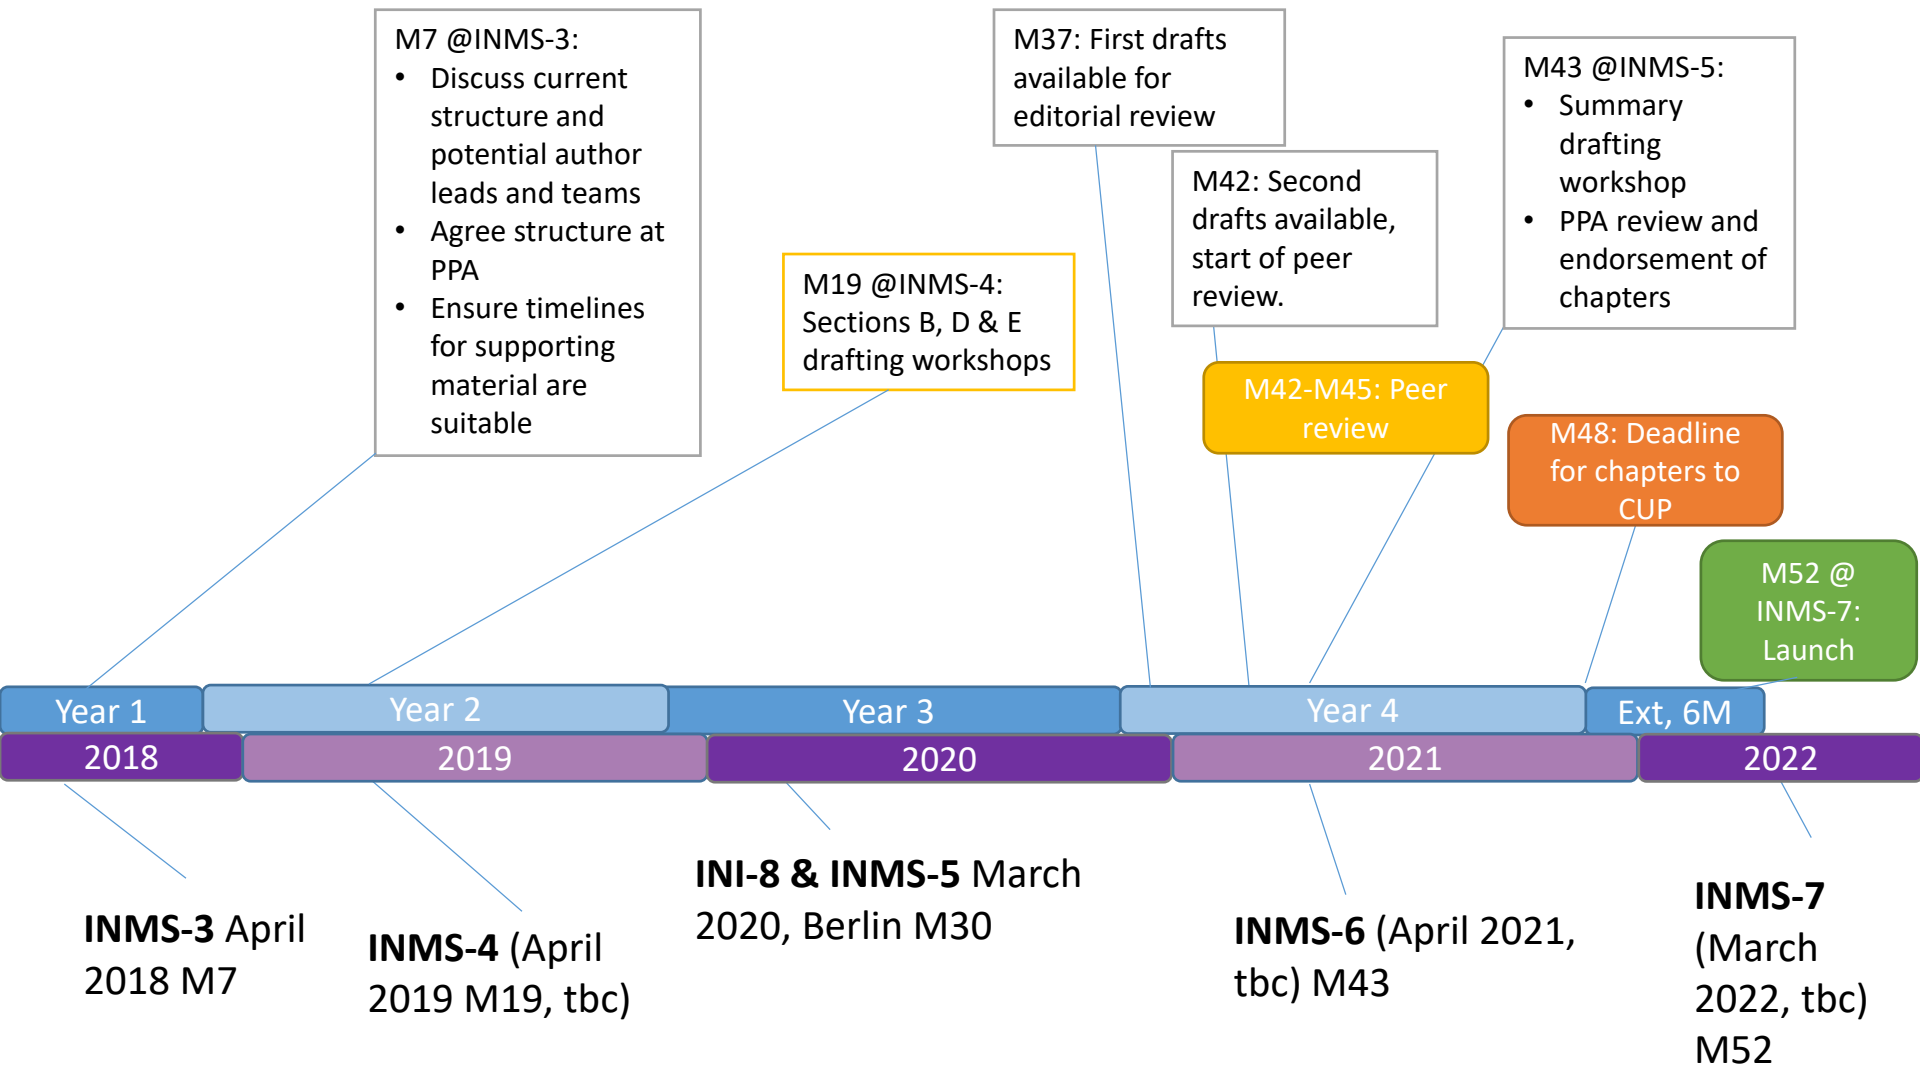 M7 @INMS-3:
• Discuss current
structure and
potential author
leads and teams
• Agree structure at
PPA
• Ensure timelines
for supporting
material are
suitable
M19 @INMS-4:
Sections B, D & E
drafting workshops
M37: First drafts
available for
editorial review
M42: Second
drafts available,
start of peer
review.
M43 @INMS-5:
• Summary
drafting
workshop
• PPA review and
endorsement of
chapters
M42-M45: Peer
review
M48: Deadline
for chapters to
CUP
M52 @
INMS-7:
Launch
Year 1
Year 2
Year 3
Year 4
Ext, 6M
2018
2019
2020
2021
2022
INMS-3 April
2018 M7
INMS-4 (April
2019 M19, tbc)
INI-8 & INMS-5 March
2020, Berlin M30
INMS-6 (April 2021,
tbc) M43
INMS-7
(March
2022, tbc)
M52